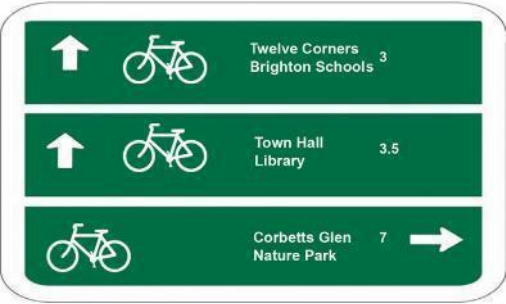 Twelve Corners
Brighton Schools 3
Town Hall 3.5
Library
Corbetts Glen 7
Nature Park